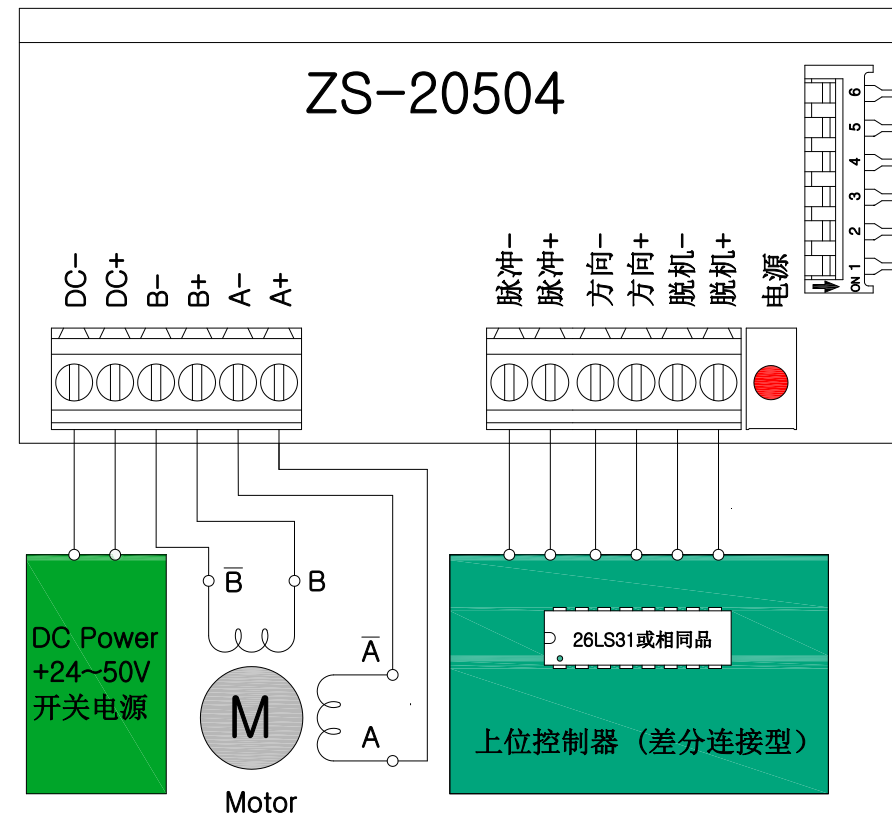 ZS-20504
6
5
4
3
2
1
ON
DC-
DC+
B-
B+
A-
A+
脉冲-
脉冲+
方向-
方向+
脱机-
脱机+
电源
B̅
B
DC Power
+24~50V
开关电源
A̅
A
M
Motor
26LS31或相同品
上位控制器（差分连接型）